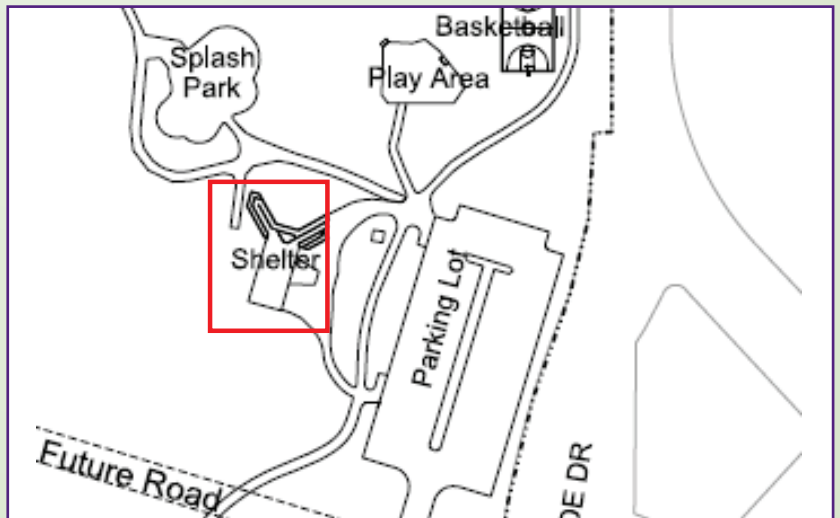 Basketball
Splash
Park
Play Area
Shelter
Parking Lot
Future Road
DE DR